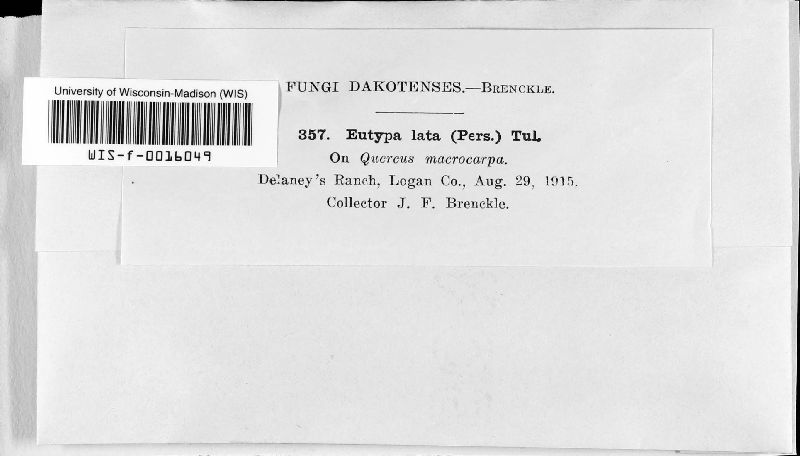 FUNGI DAKOTENSES.—BRENCKLE.
University of Wisconsin-Madison (WIS)
WIS-f-0016049
357. Eutypa lata (Pers.) Tul.
On Quercus macrocarpa.
Delaney's Ranch, Logan Co., Aug. 29, 1915.
Collector J. F. Brenckle.